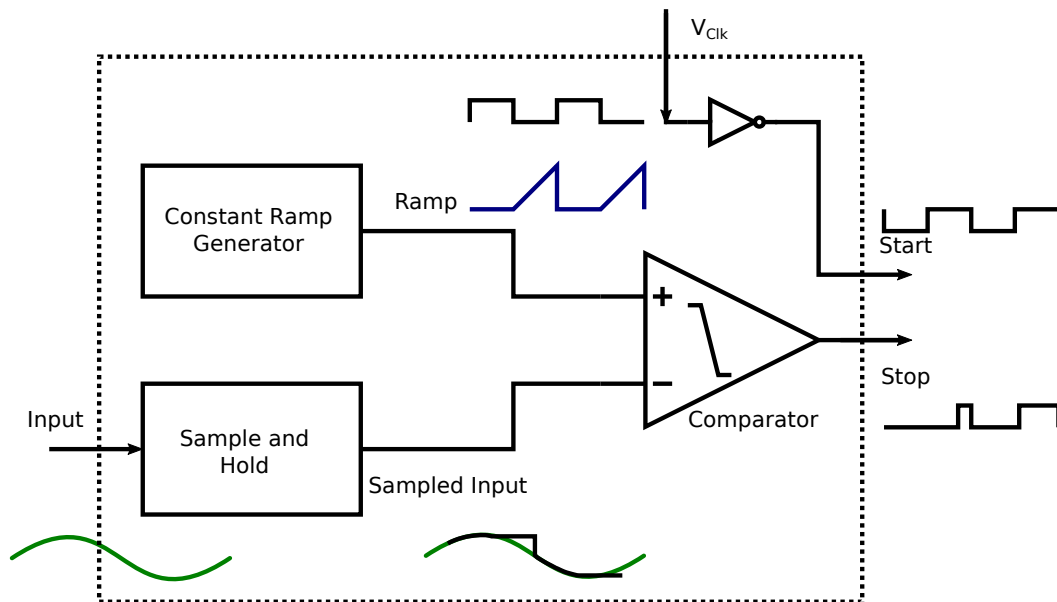 V_Clk
Ramp
Constant Ramp
Generator
Start
+
−
Stop
Input
Comparator
Sample and
Hold
Sampled Input